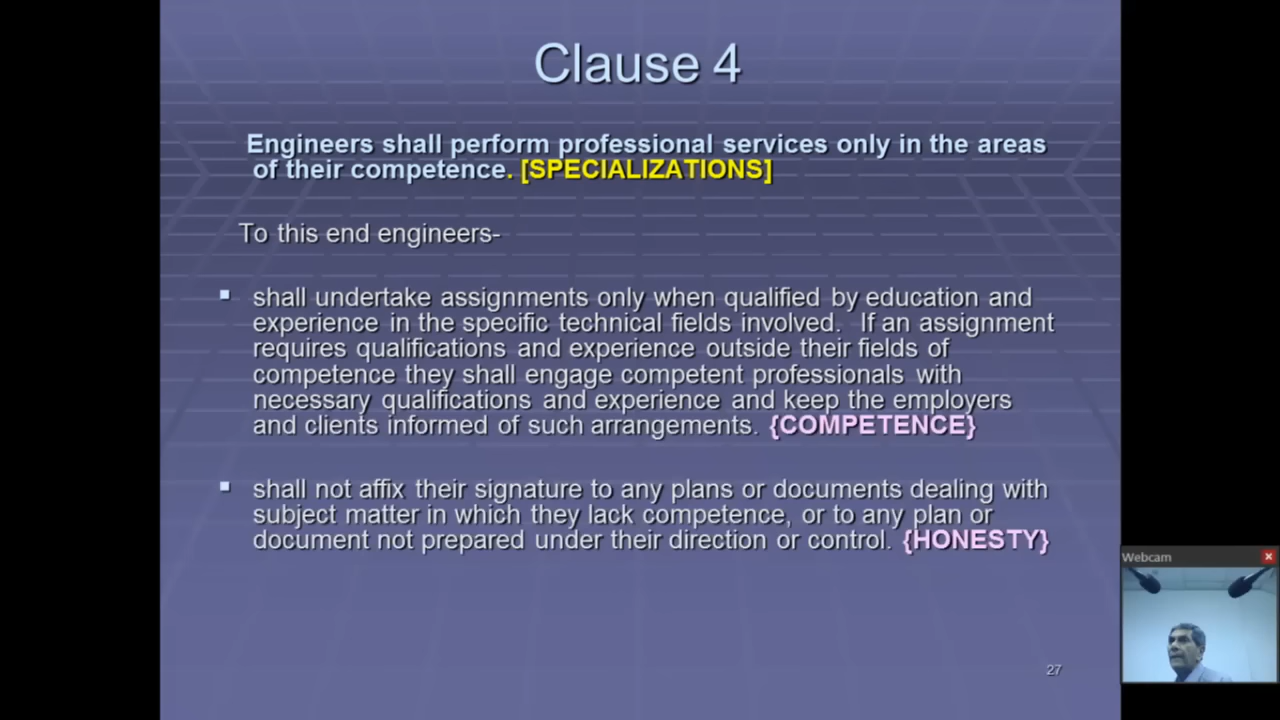 Clause 4
Engineers shall perform professional services only in the areas
of their competence. [SPECIALIZATIONS]
To this end engineers-
shall undertake assignments only when qualified by education and
experience in the specific technical fields involved. If an assignment
requires qualifications and experience outside their fields of
competence they shall engage competent professionals with
necessary qualifications and experience and keep the employers
and clients informed of such arrangements. {COMPETENCE}
shall not affix their signature to any plans or documents dealing with
subject matter in which they lack competence, or to any plan or
document not prepared under their direction or control. {HONESTY}
Webcam
27